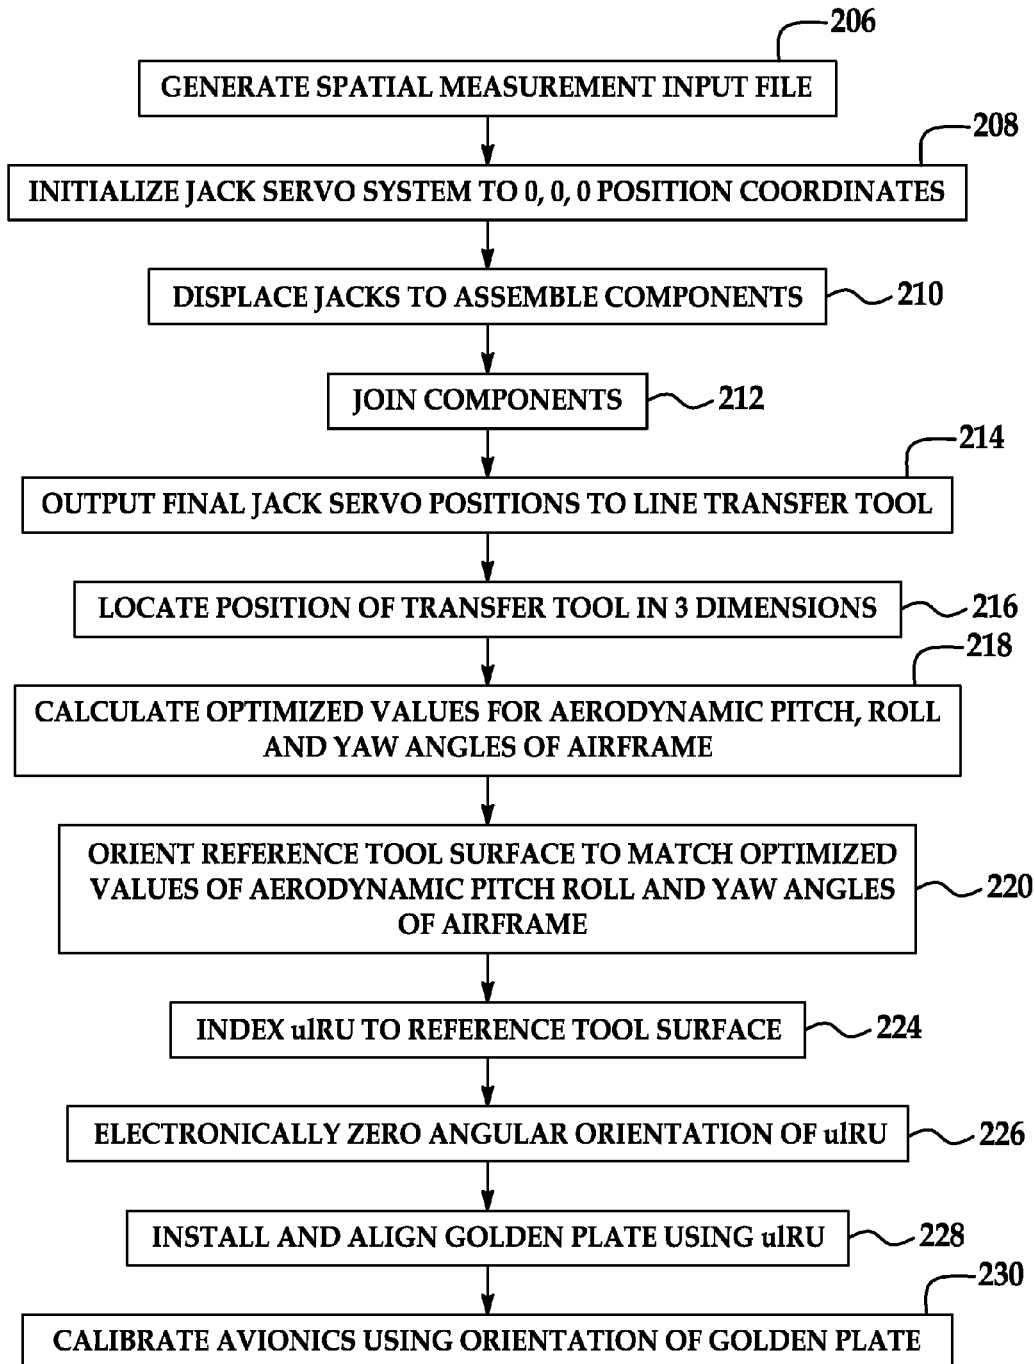 206
GENERATE SPATIAL MEASUREMENT INPUT FILE
208
INITIALIZE JACK SERVO SYSTEM TO 0, 0, 0 POSITION COORDINATES
DISPLACE JACKS TO ASSEMBLE COMPONENTS
210
JOIN COMPONENTS
212
214
OUTPUT FINAL JACK SERVO POSITIONS TO LINE TRANSFER TOOL
LOCATE POSITION OF TRANSFER TOOL IN 3 DIMENSIONS
216
218
CALCULATE OPTIMIZED VALUES FOR AERODYNAMIC PITCH, ROLL
AND YAW ANGLES OF AIRFRAME
ORIENT REFERENCE TOOL SURFACE TO MATCH OPTIMIZED
VALUES OF AERODYNAMIC PITCH ROLL AND YAW ANGLES
OF AIRFRAME
220
INDEX ulRU TO REFERENCE TOOL SURFACE
224
ELECTRONICALLY ZERO ANGULAR ORIENTATION OF ulRU
226
INSTALL AND ALIGN GOLDEN PLATE USING ulRU
228
230
CALIBRATE AVIONICS USING ORIENTATION OF GOLDEN PLATE